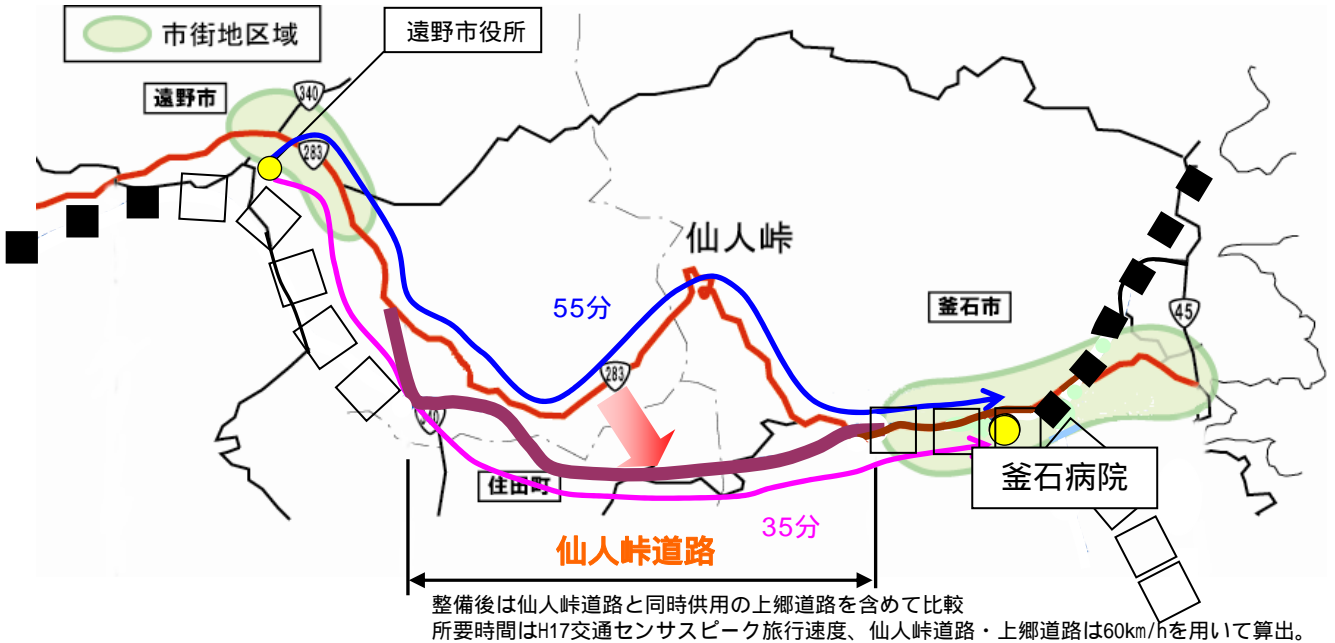 市街地区域
遠野市役所
遠野市
340
283
仙人峠
55分
釜石市
45
283
340
釜石病院
住田町
35分
仙人峠道路
整備後は仙人峠道路と同時供用の上郷道路を含めて比較
所要時間はH17交通センサスピーク旅行速度、仙人峠道路・上郷道路は60km/hを用いて算出。